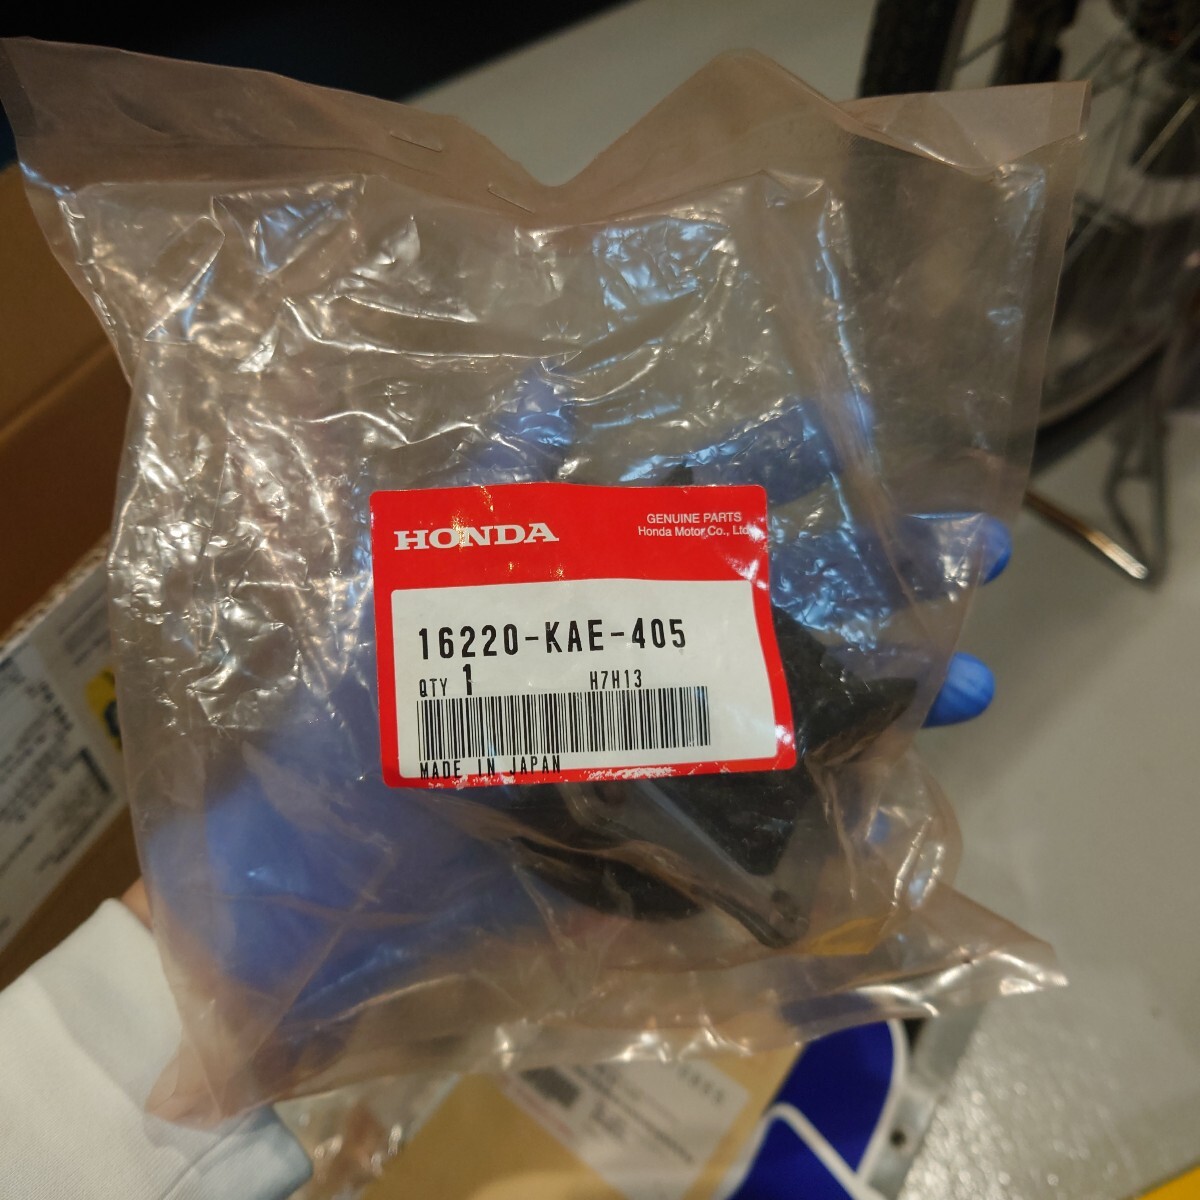 HONDA
GENUINE PARTS
Honda Motor Co., Ltd.
16220-KAE-405
QTY 1 H7H13
MADE IN JAPAN